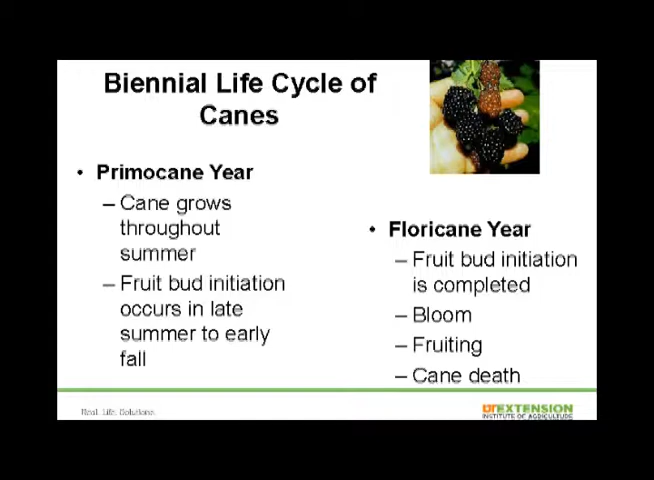 Biennial Life Cycle of
Canes
• Primocane Year
– Cane grows
throughout
summer
– Fruit bud initiation
occurs in late
summer to early
fall
• Floricane Year
– Fruit bud initiation
is completed
– Bloom
– Fruiting
– Cane death
Real. Life. Solutions.
UTEXTENSION
INSTITUTE OF AGRICULTURE